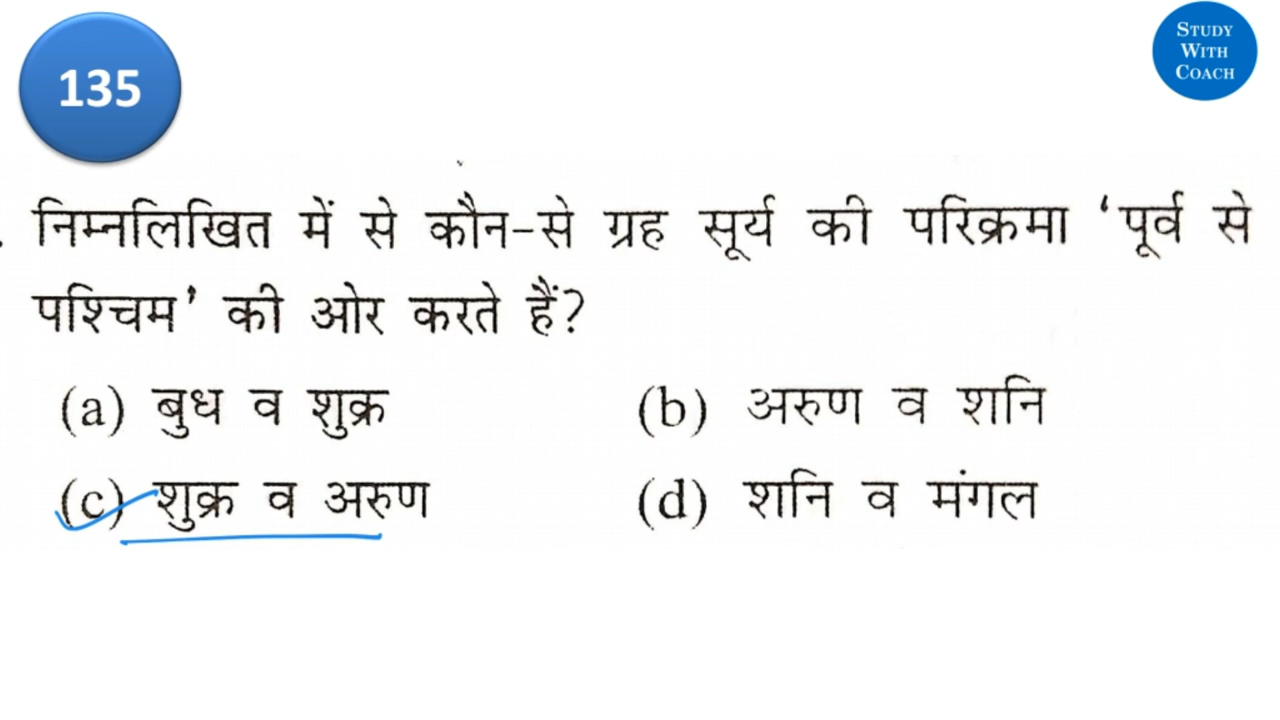 135
STUDY
WITH
COACH
. निम्नलिखित में से कौन-से ग्रह सूर्य की परिक्रमा ‘पूर्व से
पश्चिम’ की ओर करते हैं?
(a) बुध व शुक्र (b) अरुण व शनि
(c) शुक्र व अरुण (d) शनि व मंगल